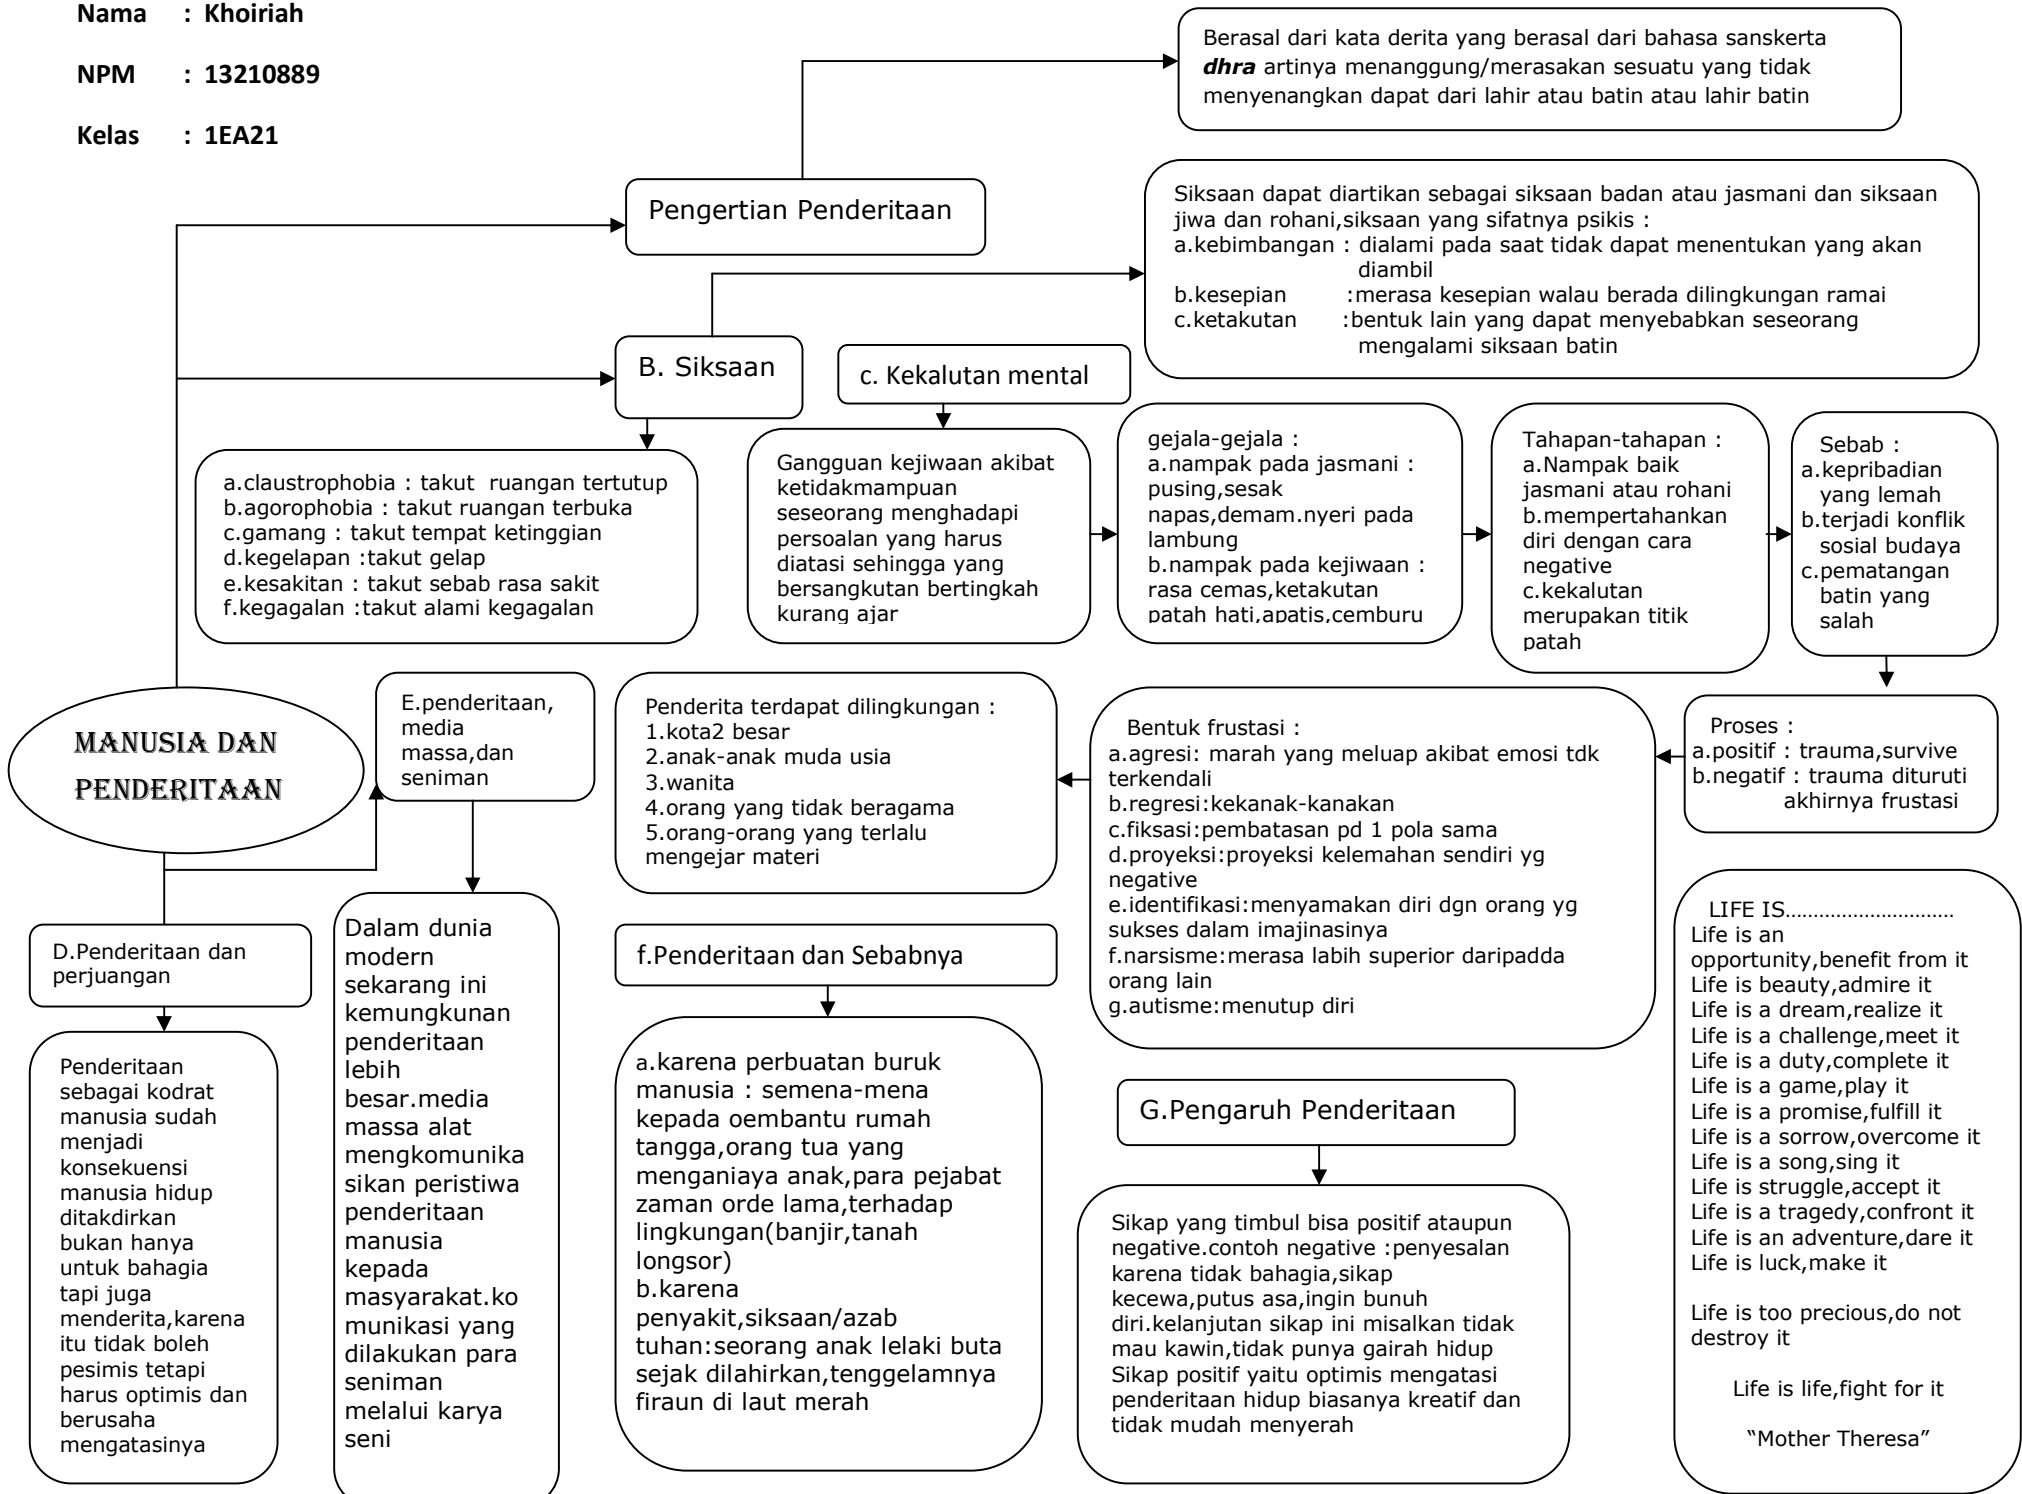 Nama : Khoiriah
NPM : 13210889
Kelas : 1EA21
Berasal dari kata derita yang berasal dari bahasa sanskerta
dhra artinya menanggung/merasakan sesuatu yang tidak
menyenangkan dapat dari lahir atau batin atau lahir batin
Pengertian Penderitaan
Siksaan dapat diartikan sebagai siksaan badan atau jasmani dan siksaan
jiwa dan rohani,siksaan yang sifatnya psikis :
a.kebimbangan : dialami pada saat tidak dapat menentukan yang akan
diambil
b.kesepian :merasa kesepian walau berada dilingkungan ramai
c.ketakutan :bentuk lain yang dapat menyebabkan seseorang
mengalami siksaan batin
B. Siksaan
c. Kekalutan mental
a.claustrophobia : takut ruangan tertutup
b.agorophobia : takut ruangan terbuka
c.gamang : takut tempat ketinggian
d.kegelapan :takut gelap
e.kesakitan : takut sebab rasa sakit
f.kegagalan :takut alami kegagalan
Gangguan kejiwaan akibat
ketidakmampuan
seseorang menghadapi
persoalan yang harus
diatasi sehingga yang
bersangkutan bertingkah
kurang ajar
gejala-gejala :
a.nampak pada jasmani :
pusing,sesak
napas,demam.nyeri pada
lambung
b.nampak pada kejiwaan :
rasa cemas,ketakutan
patah hati,apatis,cemburu
Tahapan-tahapan :
a.Nampak baik
jasmani atau rohani
b.mempertahankan
diri dengan cara
negative
c.kekalutan
merupakan titik
patah
Sebab :
a.kepribadian
yang lemah
b.terjadi konflik
sosial budaya
c.pematangan
batin yang
salah
MANUSIA DAN
PENDERITAAN
E.penderitaan,
media
massa,dan
seniman
Penderita terdapat dilingkungan :
1.kota2 besar
2.anak-anak muda usia
3.wanita
4.orang yang tidak beragama
5.orang-orang yang terlalu
mengejar materi
Bentuk frustasi :
a.agresi: marah yang meluap akibat emosi tdk
terkendali
b.regresi:kekanak-kanakan
c.fiksasi:pembatasan pd 1 pola sama
d.proyeksi:proyeksi kelemahan sendiri yg
negative
e.identifikasi:menyamakan diri dgn orang yg
sukses dalam imajinasinya
f.narsisme:merasa labih superior daripadda
orang lain
g.autisme:menutup diri
Proses :
a.positif : trauma,survive
b.negatif : trauma dituruti
akhirnya frustasi
D.Penderitaan dan
perjuangan
Penderitaan
sebagai kodrat
manusia sudah
menjadi
konsekuensi
manusia hidup
ditakdirkan
bukan hanya
untuk bahagia
tapi juga
menderita,karena
itu tidak boleh
pesimis tetapi
harus optimis dan
berusaha
mengatasinya
Dalam dunia
modern
sekarang ini
kemungkunan
penderitaan
lebih
besar.media
massa alat
mengkomunika
sikan peristiwa
penderitaan
manusia
kepada
masyarakat.ko
munikasi yang
dilakukan para
seniman
melalui karya
seni
f.Penderitaan dan Sebabnya
a.karena perbuatan buruk
manusia : semena-mena
kepada oembantu rumah
tangga,orang tua yang
menganiaya anak,para pejabat
zaman orde lama,terhadap
lingkungan(banjir,tanah
longsor)
b.karena
penyakit,siksaan/azab
tuhan:seorang anak lelaki buta
sejak dilahirkan,tenggelamnya
firaun di laut merah
G.Pengaruh Penderitaan
Sikap yang timbul bisa positif ataupun
negative.contoh negative :penyesalan
karena tidak bahagia,sikap
kecewa,putus asa,ingin bunuh
diri.kelanjutan sikap ini misalkan tidak
mau kawin,tidak punya gairah hidup
Sikap positif yaitu optimis mengatasi
penderitaan hidup biasanya kreatif dan
tidak mudah menyerah
LIFE IS..............................
Life is an
opportunity,benefit from it
Life is beauty,admire it
Life is a dream,realize it
Life is a challenge,meet it
Life is a duty,complete it
Life is a game,play it
Life is a promise,fulfill it
Life is a sorrow,overcome it
Life is a song,sing it
Life is struggle,accept it
Life is a tragedy,confront it
Life is an adventure,dare it
Life is luck,make it
Life is too precious,do not
destroy it
Life is life,fight for it
“Mother Theresa”